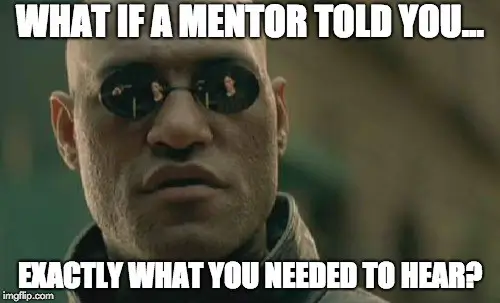 WHAT IF A MENTOR TOLD YOU...
EXACTLY WHAT YOU NEEDED TO HEAR?
imgflip.com